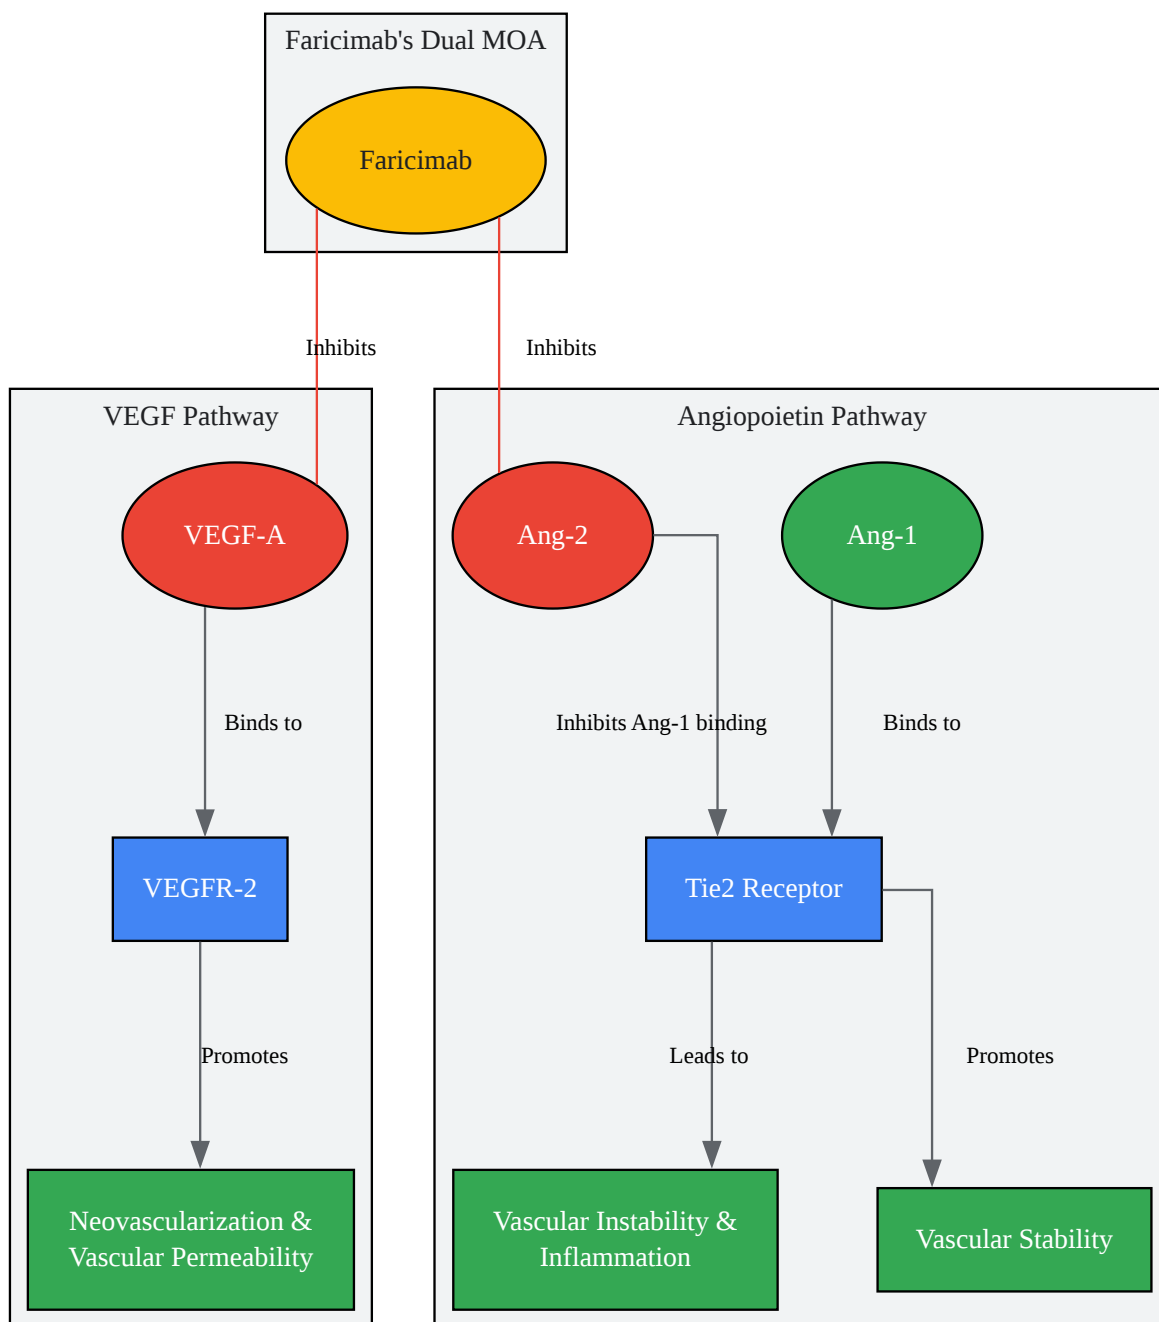 Faricimab's Dual MOA
Faricimab
Inhibits
Inhibits
VEGF Pathway
Angiopoietin Pathway
VEGF-A
Ang-2
Ang-1
Binds to
Inhibits Ang-1 binding
Binds to
VEGFR-2
Tie2 Receptor
Promotes
Leads to
Promotes
Neovascularization &
Vascular Permeability
Vascular Instability &
Inflammation
Vascular Stability